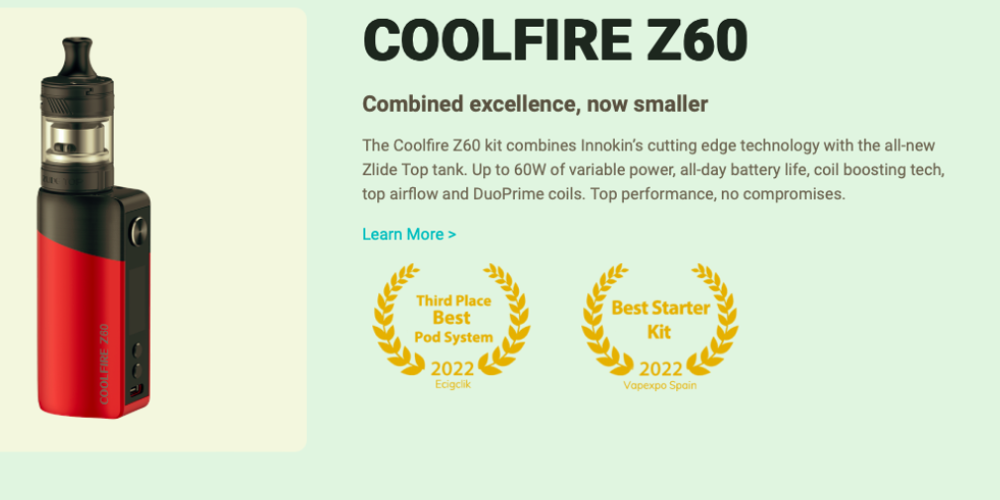 COOLFIRE Z60
Combined excellence, now smaller
The Coolfire Z60 kit combines Innokin's cutting edge technology with the all-new
Zlide Top tank. Up to 60W of variable power, all-day battery life, coil boosting tech,
top airflow and DuoPrime coils. Top performance, no compromises.
Learn More >
Third Place
Best
Pod System
2022
Ecigclik
Best Starter
Kit
2022
Vapexpo Spain
COOLFIRE Z60